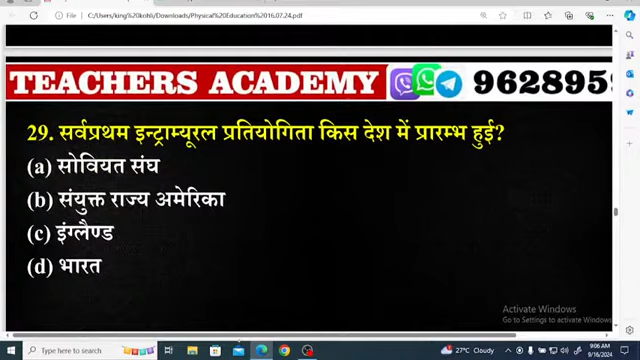 C:/Users/king%20kohli/Downloads/Physical%20Education%2016.07.24.pdf
TEACHERS ACADEMY 9628959
29. सर्वप्रथम इन्ट्राम्यूरल प्रतियोगिता किस देश में प्रारम्भ हुई?
(a) सोवियत संघ
(b) संयुक्त राज्य अमेरिका
(c) इंग्लैण्ड
(d) भारत
Activate Windows
Go to Settings to activate Windows.
Type here to search
27°C Cloudy
9:06 AM
9/16/2024